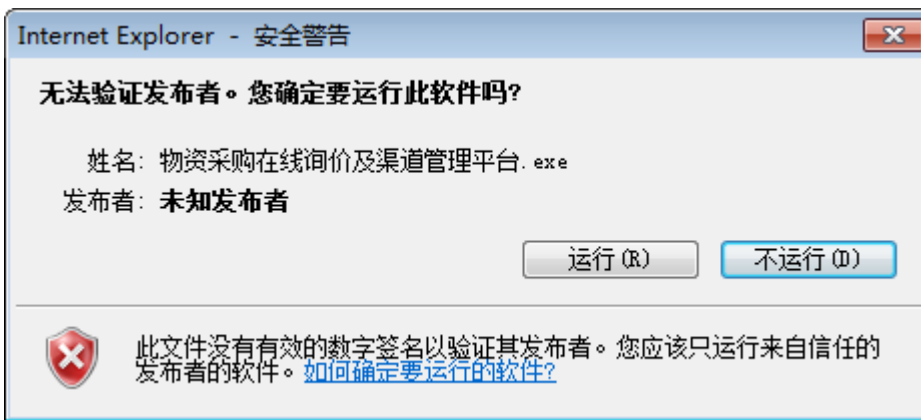 Internet Explorer - 安全警告
无法验证发布者。您确定要运行此软件吗?
姓名: 物资采购在线询价及渠道管理平台.exe
发布者: 未知发布者
运行(R) 不运行(D)
此文件没有有效的数字签名以验证其发布者。您应该只运行来自信任的
发布者的软件。如何确定要运行的软件?